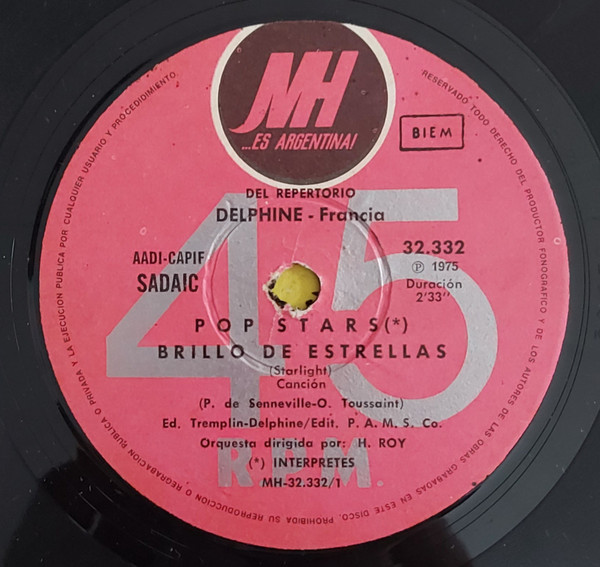 MH
...ES ARGENTINA!
BIEM
DEL REPERTORIO
DELPHINE - Francia
AADI-CAPIF
SADAIC
32.332
Ⓟ 1975
Duración
2'33''
45
POP STARS(*)
BRILLO DE ESTRELLAS
(Starlight)
Canción
(P. de Senneville-O. Toussaint)
Ed. Tremplin-Delphine/Edit. P. A. M. S. Co.
Orquesta dirigida por: H. ROY
(*) INTERPRETES
R.P.M.
MH-32.332/1
RESERVADO TODO DERECHO DEL PRODUCTOR FONOGRAFICO Y DE LOS AUTORES DE LAS OBRAS GRABADAS EN ESTE DISCO. PROHIBIDA SU REPRODUCCION O REGRABACION PUBLICA O PRIVADA Y LA EJECUCION PUBLICA POR CUALQUIER USUARIO Y PROCEDIMIENTO